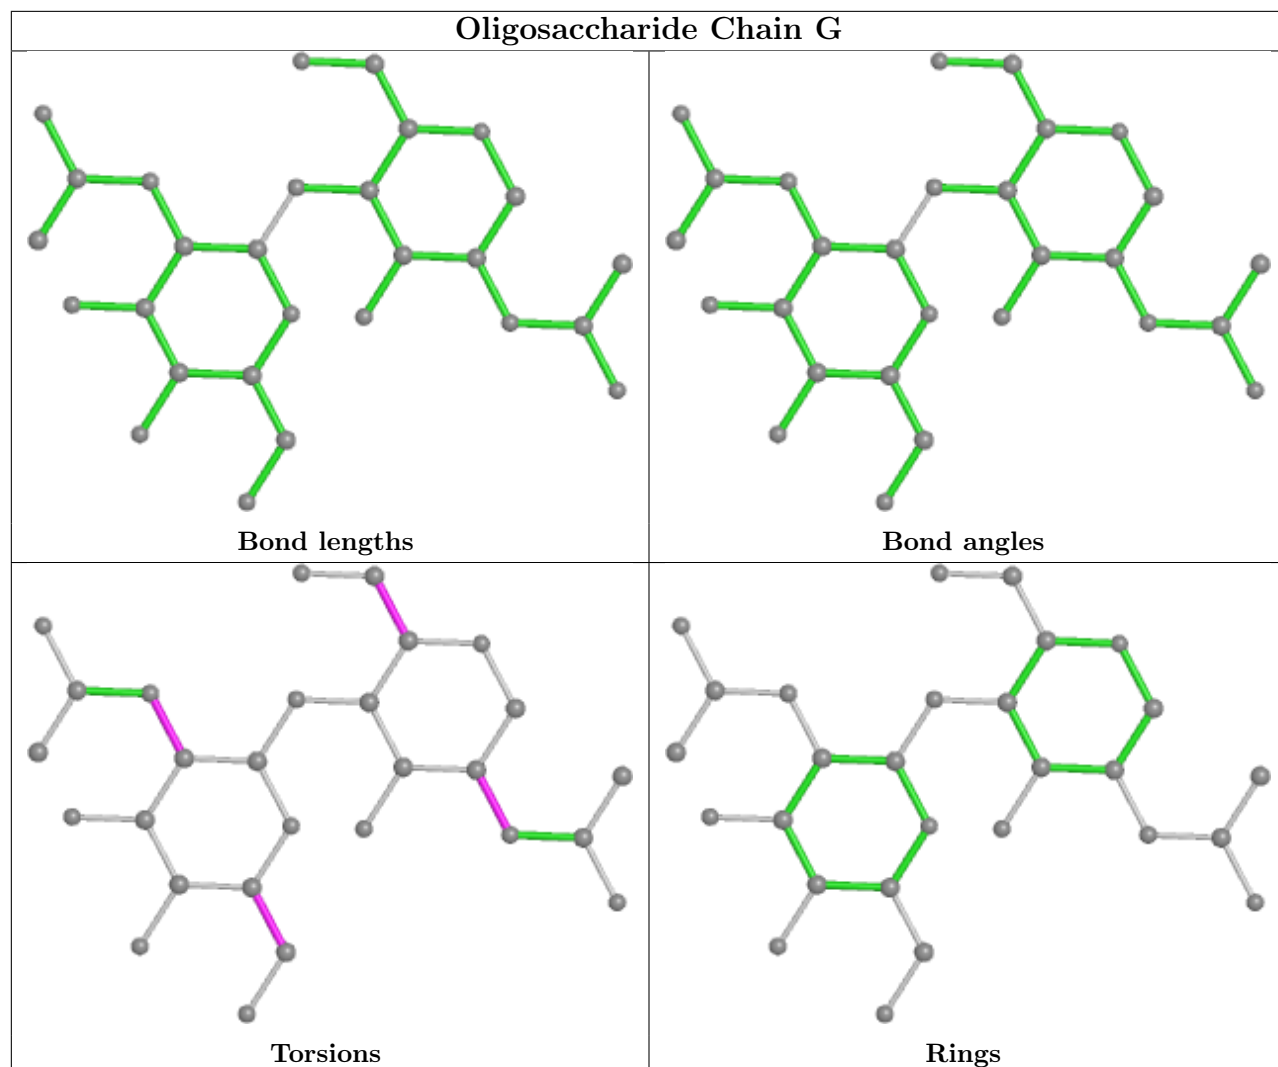 Oligosaccharide Chain G
Bond lengths
Bond angles
Torsions
Rings